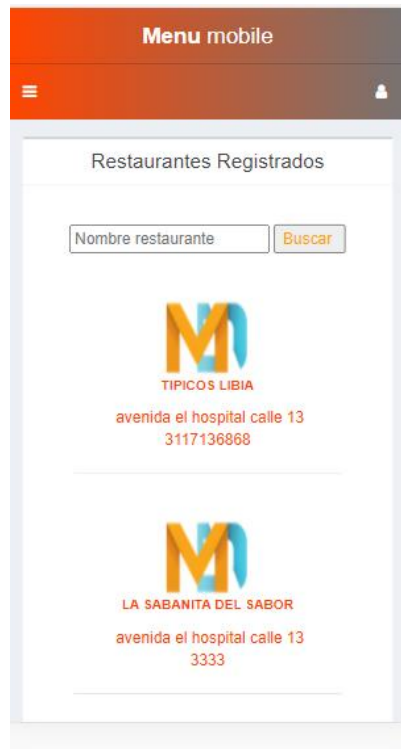 Menu mobile
Restaurantes Registrados
Nombre restaurante
Buscar
TIPICOS LIBIA
avenida el hospital calle 13
3117136868
LA SABANITA DEL SABOR
avenida el hospital calle 13
3333